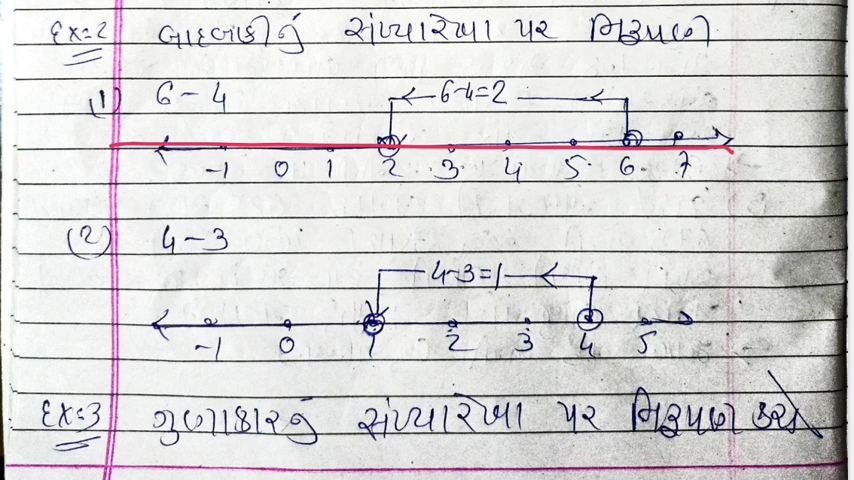 Ex=2 બાદબાકીનું સંખ્યારેખા પર નિરૂપણ
(1) 6-4
6-4=2
-1 0 1 2 3 4 5 6 7
(2) 4-3
4-3=1
-1 0 1 2 3 4 5
Ex=3 ગુણાકારનું સંખ્યારેખા પર નિરૂપણ કરો